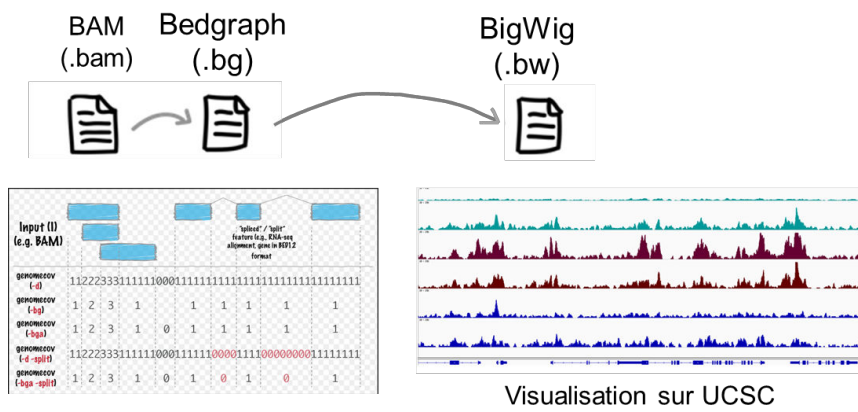 BAM
(.bam)
Bedgraph
(.bg)
BigWig
(.bw)
Input (I)
(e.g. BAM)
"spliced" / "split"
feature (e.g., RNA-seq
alignment, gene in BED12
format
genomecov
(-d)
11222333111111000111111111111111111111111111
genomecov
(-bg)
1 2 3 1 1 1 1 1 1
genomecov
(-bga)
1 2 3 1 0 1 1 1 1 1
genomecov
(-d -split)
11222333111111000111111000011110000000011111111
genomecov
(-bga -split)
1 2 3 1 0 1 0 1 0 1
Visualisation sur UCSC